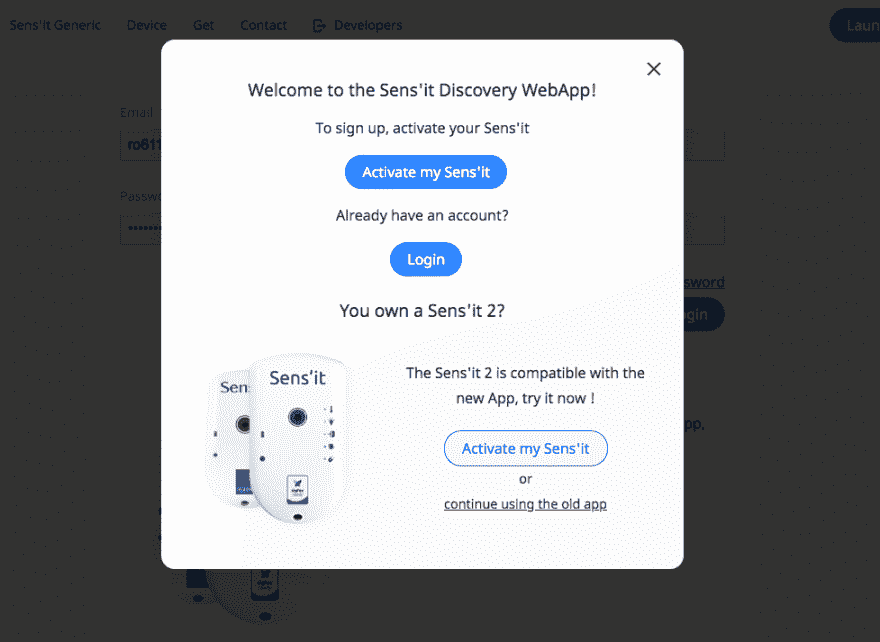 Sens'it Generic Device Get Contact Developers
Laun
Welcome to the Sens'it Discovery WebApp!
Email
To sign up, activate your Sens'it
ro611
Activate my Sens'it
Passwo
Already have an account?
Login
sword
You own a Sens'it 2?
gin
The Sens'it 2 is compatible with the
new App, try it now !
Sen
Sens'it
pp.
Activate my Sens'it
or
continue using the old app